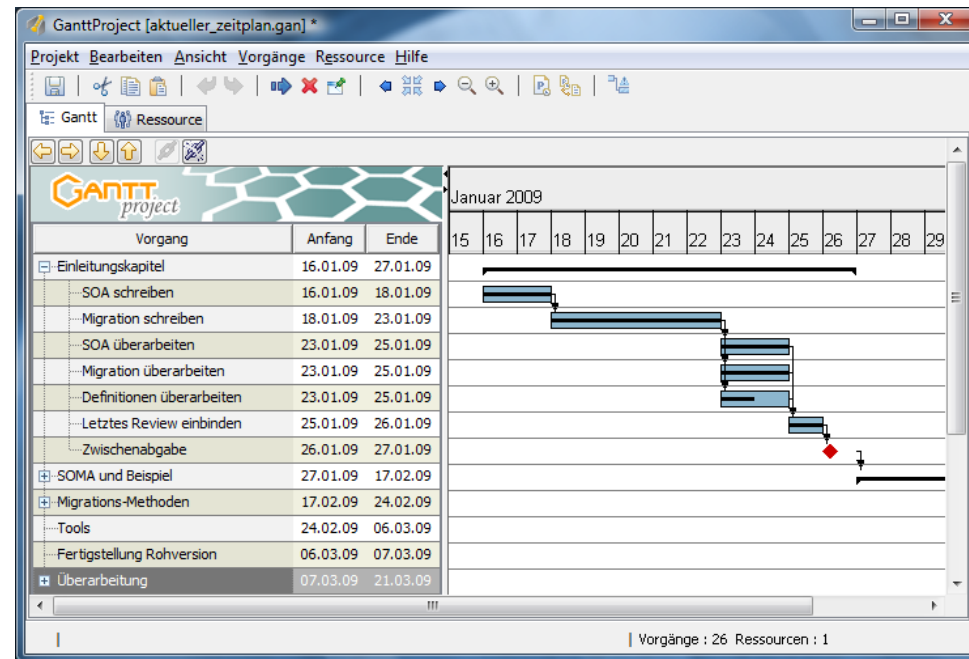 GanttProject [aktueller_zeitplan.gan] *
Projekt Bearbeiten Ansicht Vorgänge Ressource Hilfe
Gantt Ressource
GANTT project
Januar 2009
Vorgang Anfang Ende 15 16 17 18 19 20 21 22 23 24 25 26 27 28 29
Einleitungskapitel 16.01.09 27.01.09
SOA schreiben 16.01.09 18.01.09
Migration schreiben 18.01.09 23.01.09
SOA überarbeiten 23.01.09 25.01.09
Migration überarbeiten 23.01.09 25.01.09
Definitionen überarbeiten 23.01.09 25.01.09
Letztes Review einbinden 25.01.09 26.01.09
Zwischenabgabe 26.01.09 27.01.09
SOMA und Beispiel 27.01.09 17.02.09
Migrations-Methoden 17.02.09 24.02.09
Tools 24.02.09 06.03.09
Fertigstellung Rohversion 06.03.09 07.03.09
Überarbeitung 07.03.09 21.03.09
Vorgänge : 26 Ressourcen : 1